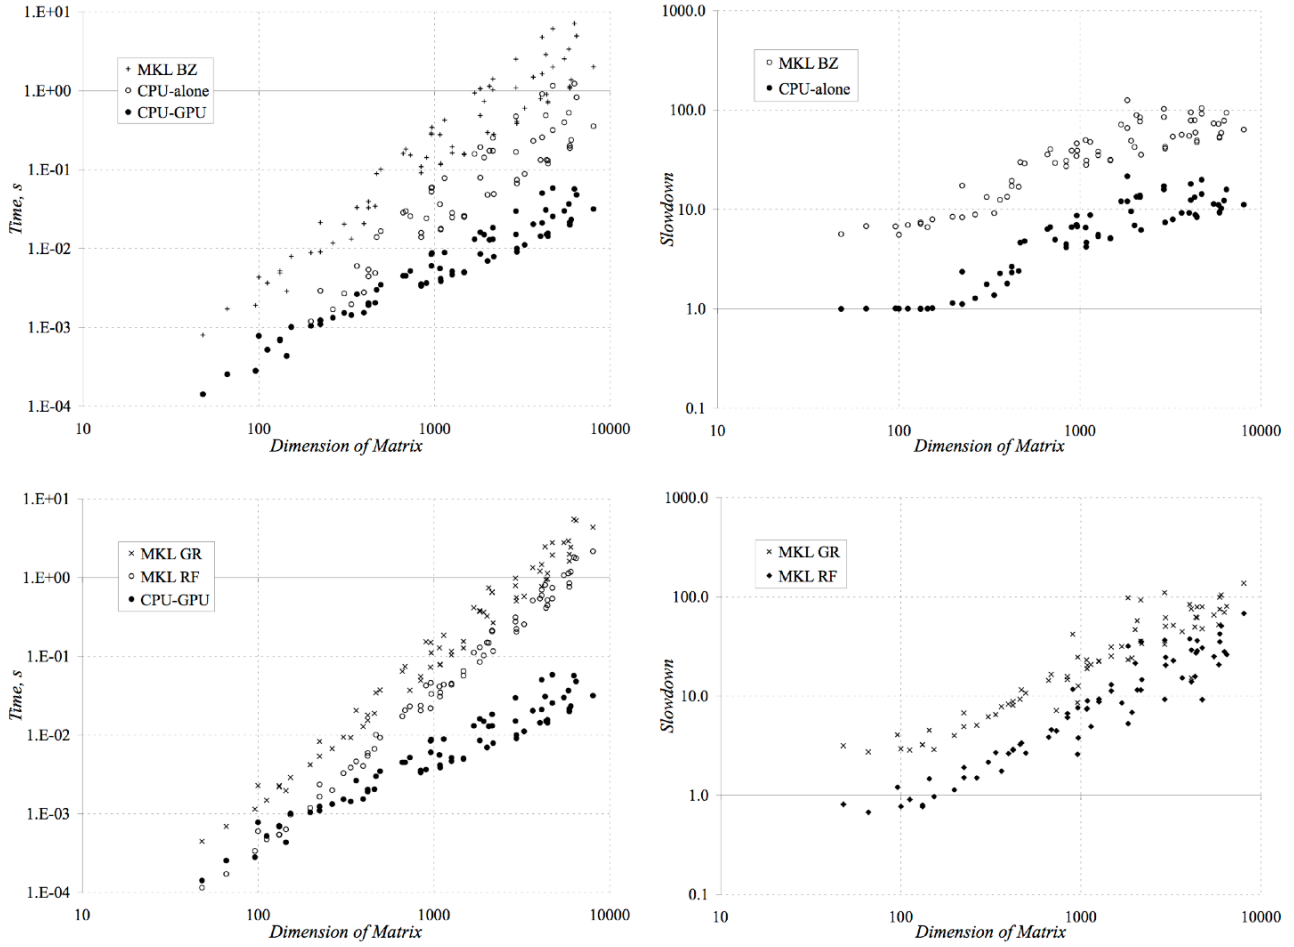 1.E+01
1.E+00
1.E-01
1.E-02
1.E-03
1.E-04
Time, s
MKL BZ
CPU-alone
CPU-GPU
10 100 1000 10000
Dimension of Matrix
1000.0
100.0
10.0
1.0
0.1
Slowdown
MKL BZ
CPU-alone
10 100 1000 10000
Dimension of Matrix
1.E+01
1.E+00
1.E-01
1.E-02
1.E-03
1.E-04
Time, s
MKL GR
MKL RF
CPU-GPU
10 100 1000 10000
Dimension of Matrix
1000.0
100.0
10.0
1.0
0.1
Slowdown
MKL GR
MKL RF
10 100 1000 10000
Dimension of Matrix